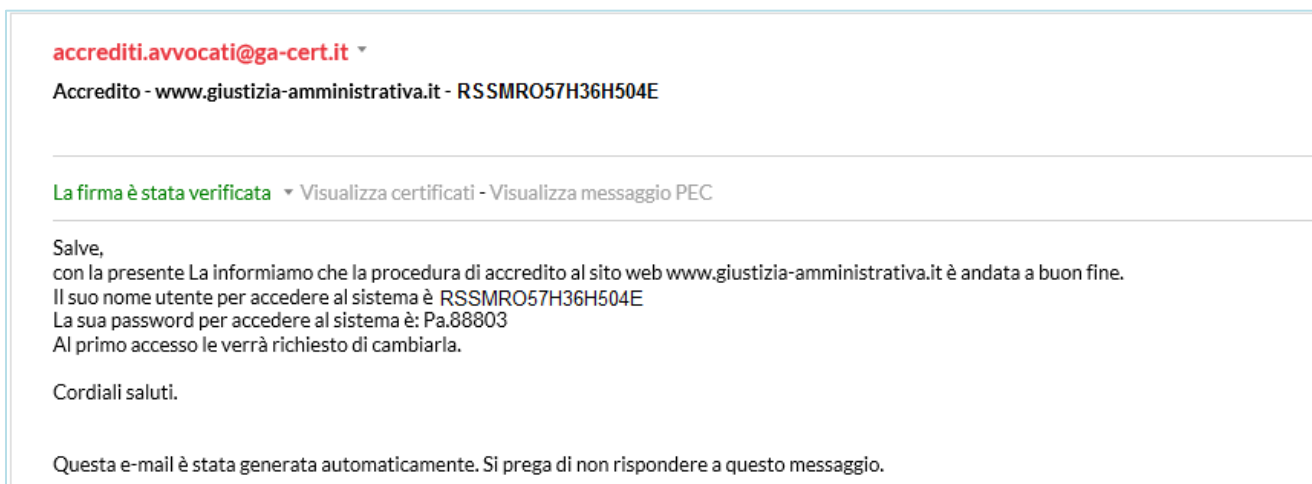 accrediti.avvocati@ga-cert.it
Accredito - www.giustizia-amministrativa.it - RSSMRO57H36H504E
La firma è stata verificata Visualizza certificati - Visualizza messaggio PEC
Salve,
con la presente La informiamo che la procedura di accredito al sito web www.giustizia-amministrativa.it è andata a buon fine.
Il suo nome utente per accedere al sistema è RSSMRO57H36H504E
La sua password per accedere al sistema è: Pa.88803
Al primo accesso le verrà richiesto di cambiarla.
Cordiali saluti.
Questa e-mail è stata generata automaticamente. Si prega di non rispondere a questo messaggio.